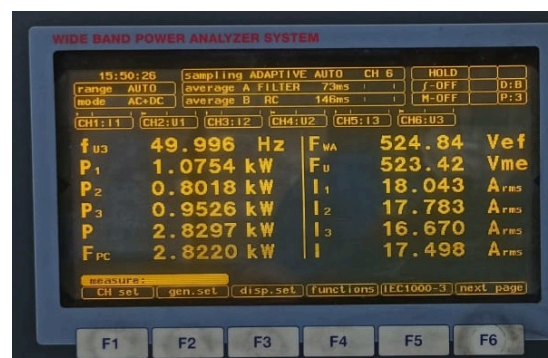 WIDE BAND POWER ANALYZER SYSTEM
15:50:26 sampling ADAPTIVE AUTO CH 6 HOLD
range AUTO average A FILTER 73ms f-OFF D:B
mode AC+DC average B RC 146ms M-OFF P:3
CH1:I1 CH2:U1 CH3:I2 CH4:U2 CH5:I3 CH6:U3
fU3 49.996 Hz FWA 524.84 Vef
P1 1.0754 kW FU 523.42 Vme
P2 0.8018 kW I1 18.043 Arms
P3 0.9526 kW I2 17.783 Arms
P 2.8297 kW I3 16.670 Arms
FPC 2.8220 kW I 17.498 Arms
measure:
CH set gen.set disp.set functions IEC1000-3 next page
F1 F2 F3 F4 F5 F6